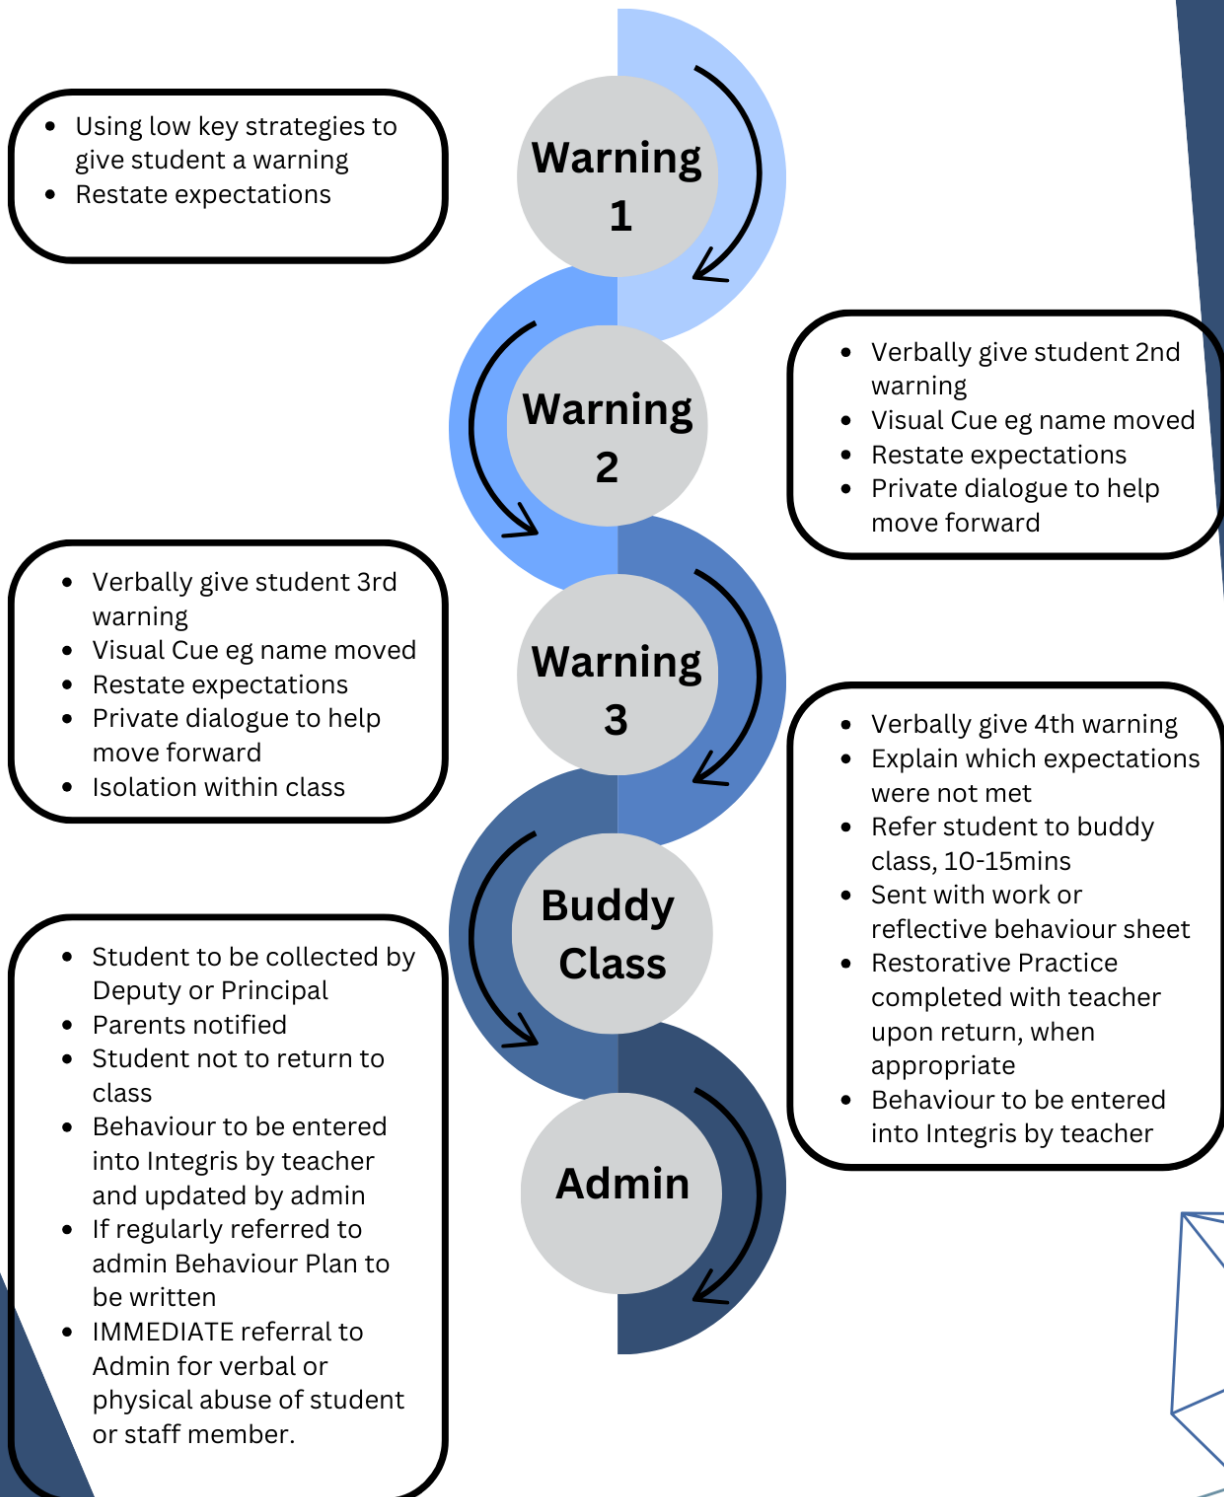 Warning
1
• Using low key strategies to
give student a warning
• Restate expectations
Warning
2
• Verbally give student 2nd
warning
• Visual Cue eg name moved
• Restate expectations
• Private dialogue to help
move forward
Warning
3
• Verbally give student 3rd
warning
• Visual Cue eg name moved
• Restate expectations
• Private dialogue to help
move forward
• Isolation within class
Buddy
Class
• Verbally give 4th warning
• Explain which expectations
were not met
• Refer student to buddy
class, 10-15mins
• Sent with work or
reflective behaviour sheet
• Restorative Practice
completed with teacher
upon return, when
appropriate
• Behaviour to be entered
into Integris by teacher
Admin
• Student to be collected by
Deputy or Principal
• Parents notified
• Student not to return to
class
• Behaviour to be entered
into Integris by teacher
and updated by admin
• If regularly referred to
admin Behaviour Plan to
be written
• IMMEDIATE referral to
Admin for verbal or
physical abuse of student
or staff member.